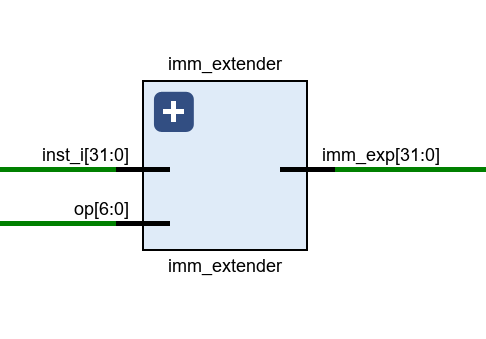 imm_extender
inst_i[31:0]
imm_exp[31:0]
op[6:0]
imm_extender